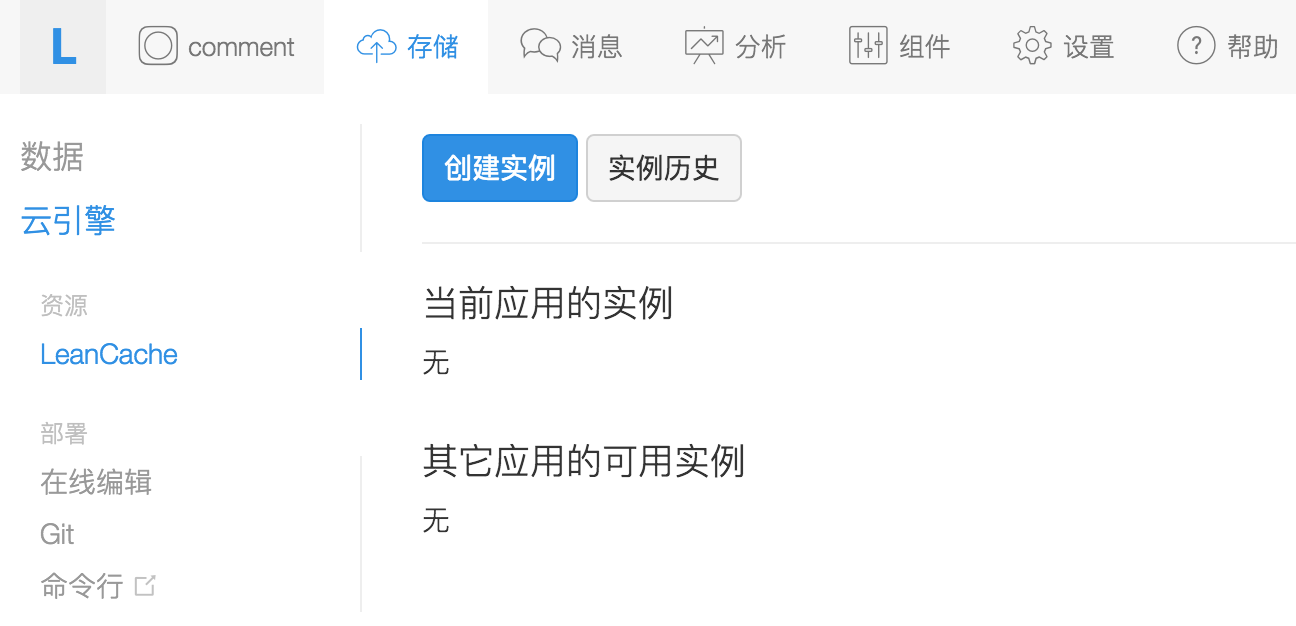 L comment 存储 消息 分析 组件 设置 ? 帮助
数据
云引擎
资源
LeanCache
部署
在线编辑
Git
命令行
创建实例 实例历史
当前应用的实例
无
其它应用的可用实例
无